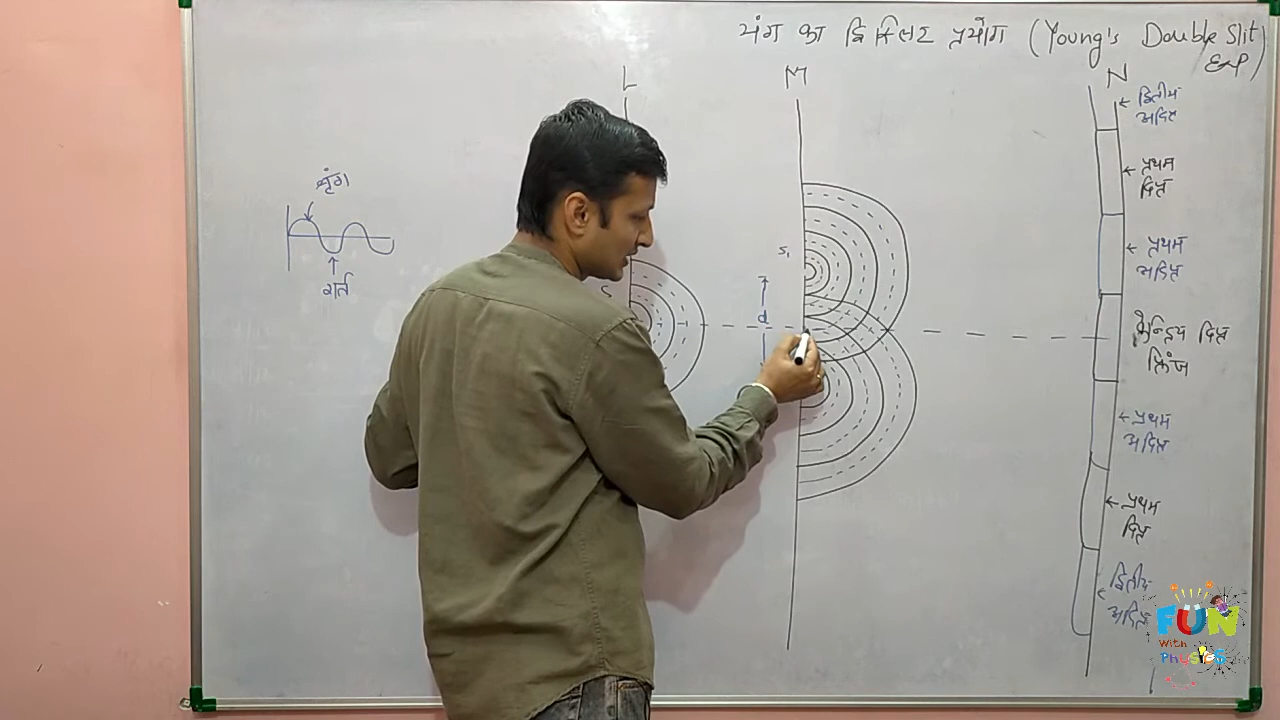 यंग का द्वि स्लिट प्रयोग (Young's Double Slit
Exp)
L
M
N
द्वितीय
अदिप्त
प्रथम
दिप्त
प्रथम
अदिप्त
केन्द्रिय दिप्त
फ्रिंज
प्रथम
अदिप्त
प्रथम
दिप्त
द्वितीय
अदिप्त
शृंग
गर्त
S
S₁
d
FUN
With
Physics